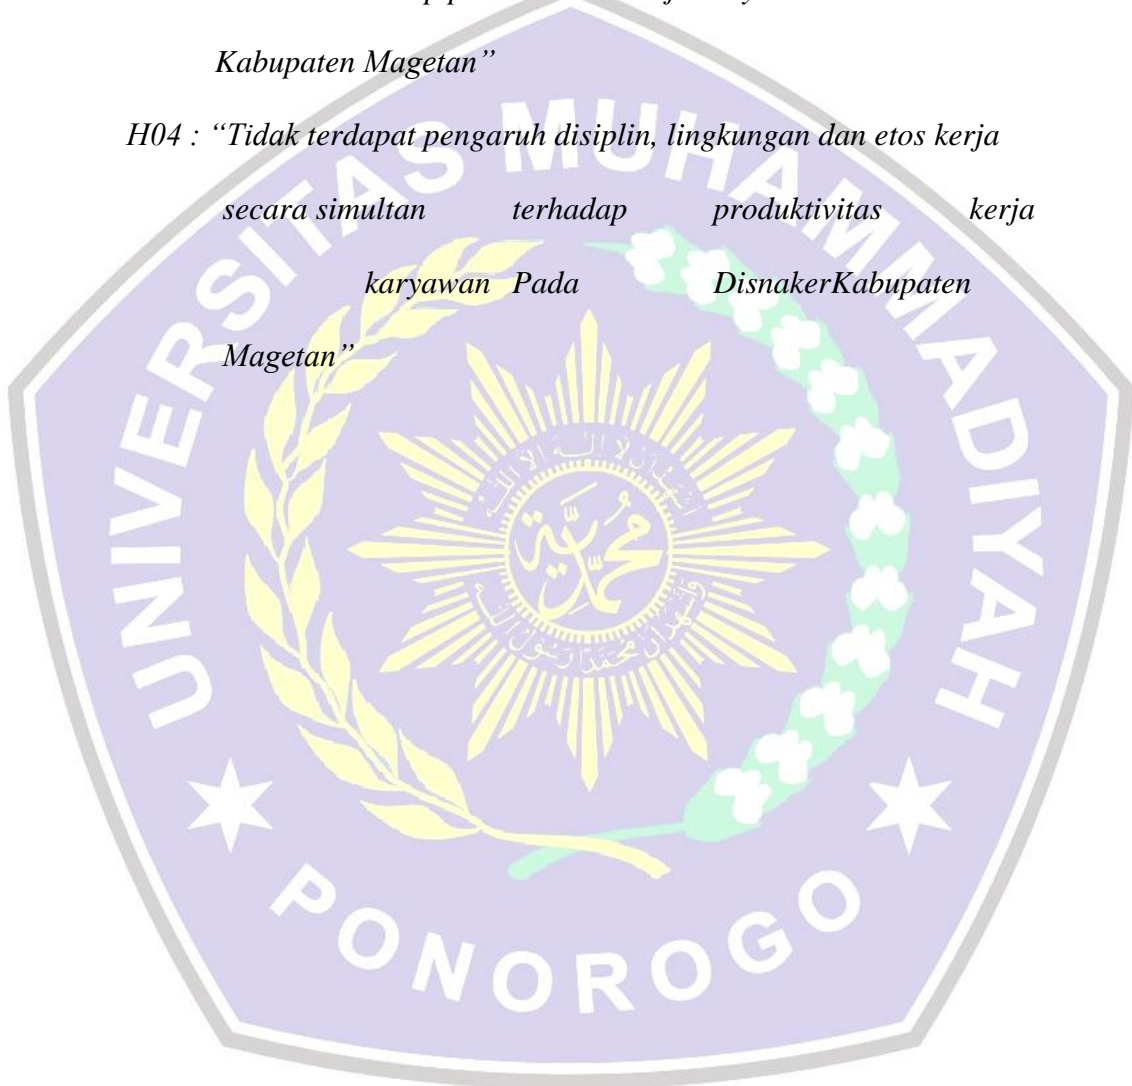 Kabupaten Magetan”
H04 : “Tidak terdapat pengaruh disiplin, lingkungan dan etos kerja
secara simultan terhadap produktivitas kerja
karyawan Pada DisnakerKabupaten
Magetan”
UNIVERSITAS MUHAMMADIYAH
PONOROGO
محمدية